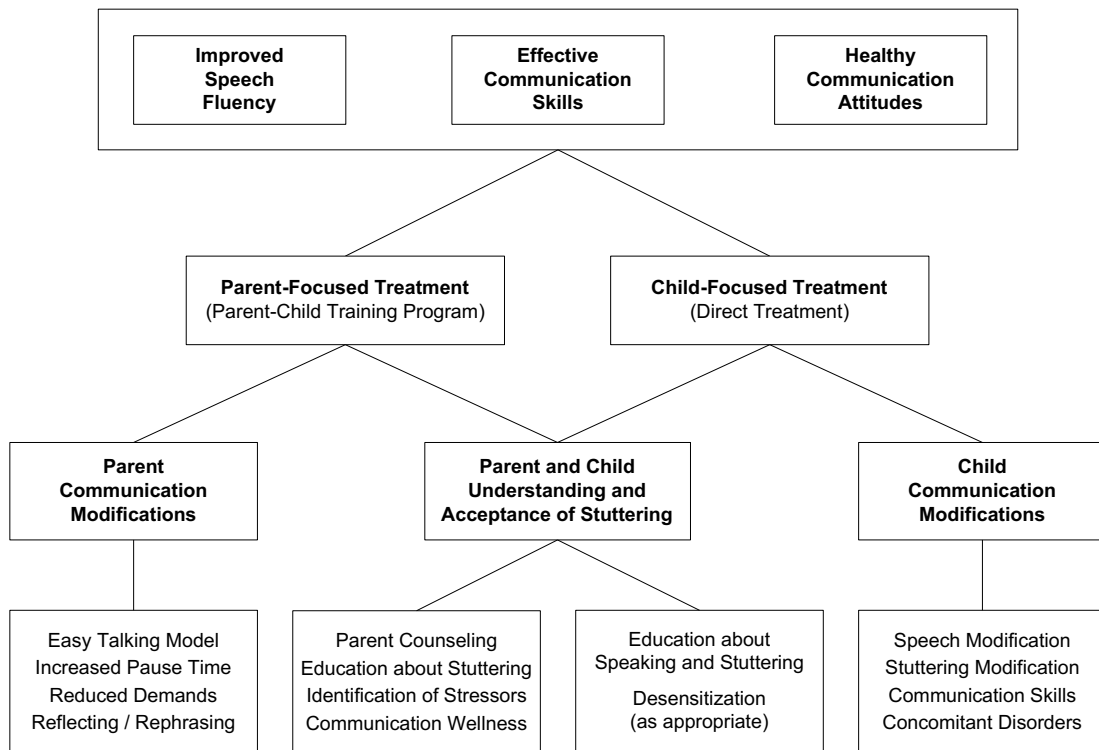 Improved
Speech
Fluency
Effective
Communication
Skills
Healthy
Communication
Attitudes
Parent-Focused Treatment
(Parent-Child Training Program)
Child-Focused Treatment
(Direct Treatment)
Parent
Communication
Modifications
Parent and Child
Understanding and
Acceptance of Stuttering
Child
Communication
Modifications
Easy Talking Model
Increased Pause Time
Reduced Demands
Reflecting / Rephrasing
Parent Counseling
Education about Stuttering
Identification of Stressors
Communication Wellness
Education about
Speaking and Stuttering
Desensitization
(as appropriate)
Speech Modification
Stuttering Modification
Communication Skills
Concomitant Disorders